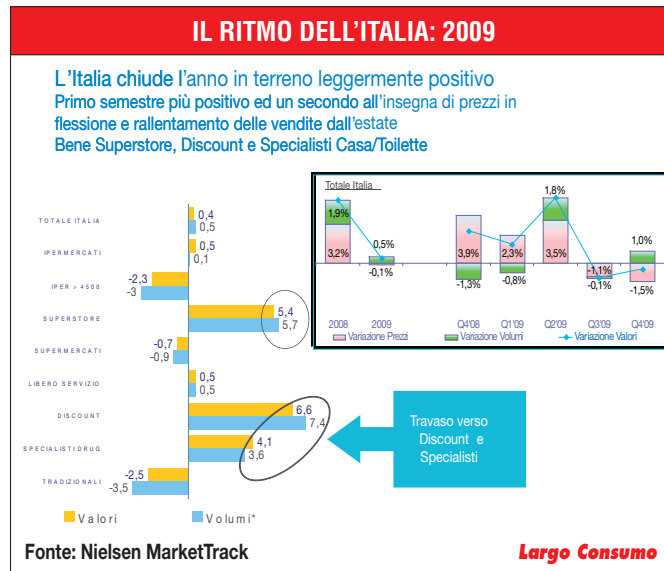 IL RITMO DELL'ITALIA: 2009
L'Italia chiude l'anno in terreno leggermente positivo
Primo semestre più positivo ed un secondo all'insegna di prezzi in
flessione e rallentamento delle vendite dall'estate
Bene Superstore, Discount e Specialisti Casa/Toilette
Totale Italia
1,9%
3,2%
0,5%
-0,1%
3,9%
-1,3%
2,3%
-0,8%
1,8%
3,5%
-1,1%
-0,1%
1,0%
-1,5%
2008 2009 Q4'08 Q1'09 Q2'09 Q3'09 Q4'09
Variazione Prezzi Variazione Volumi Variazione Valori
TOTALE ITALIA 0,4
0,5
IPERMERCATI 0,5
0,1
IPER > 4500 -2,3
-3
SUPERSTORE 5,4
5,7
SUPERMERCATI -0,7
-0,9
LIBERO SERVIZIO 0,5
0,5
DISCOUNT 6,6
7,4
SPECIALISTI DRUG 4,1
3,6
TRADIZIONALI -2,5
-3,5
Travaso verso
Discount e
Specialisti
Valori Volumi*
Fonte: Nielsen MarketTrack
Largo Consumo